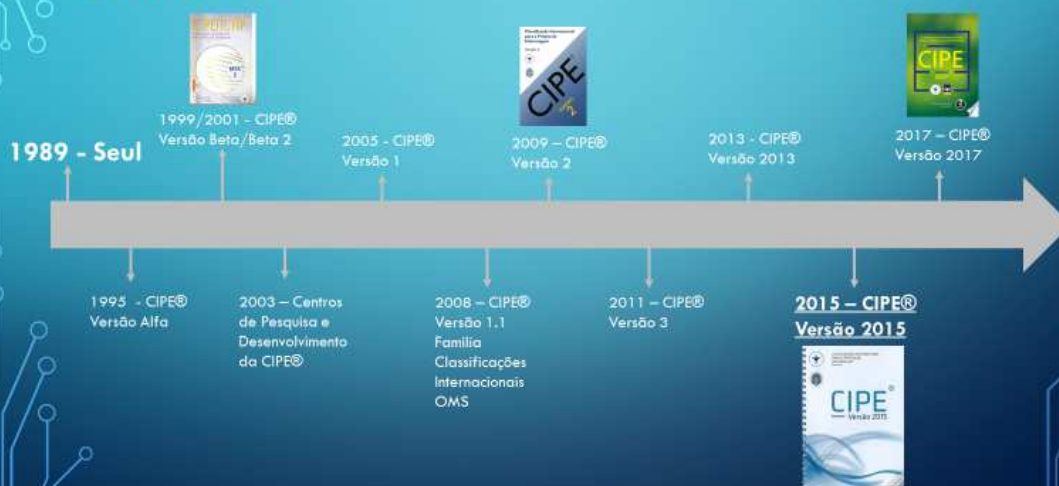 1989 - Seul
1999/2001 - CIPE®
Versão Beta/Beta 2
2005 - CIPE®
Versão 1
CIPE
2
2009 – CIPE®
Versão 2
2013 - CIPE®
Versão 2013
CIPE
2017 – CIPE®
Versão 2017
1995 - CIPE®
Versão Alfa
2003 – Centros
de Pesquisa e
Desenvolvimento
da CIPE®
2008 – CIPE®
Versão 1.1
Família
Classificações
Internacionais
OMS
2011 – CIPE®
Versão 3
2015 – CIPE®
Versão 2015
CIPE®
Versão 2015